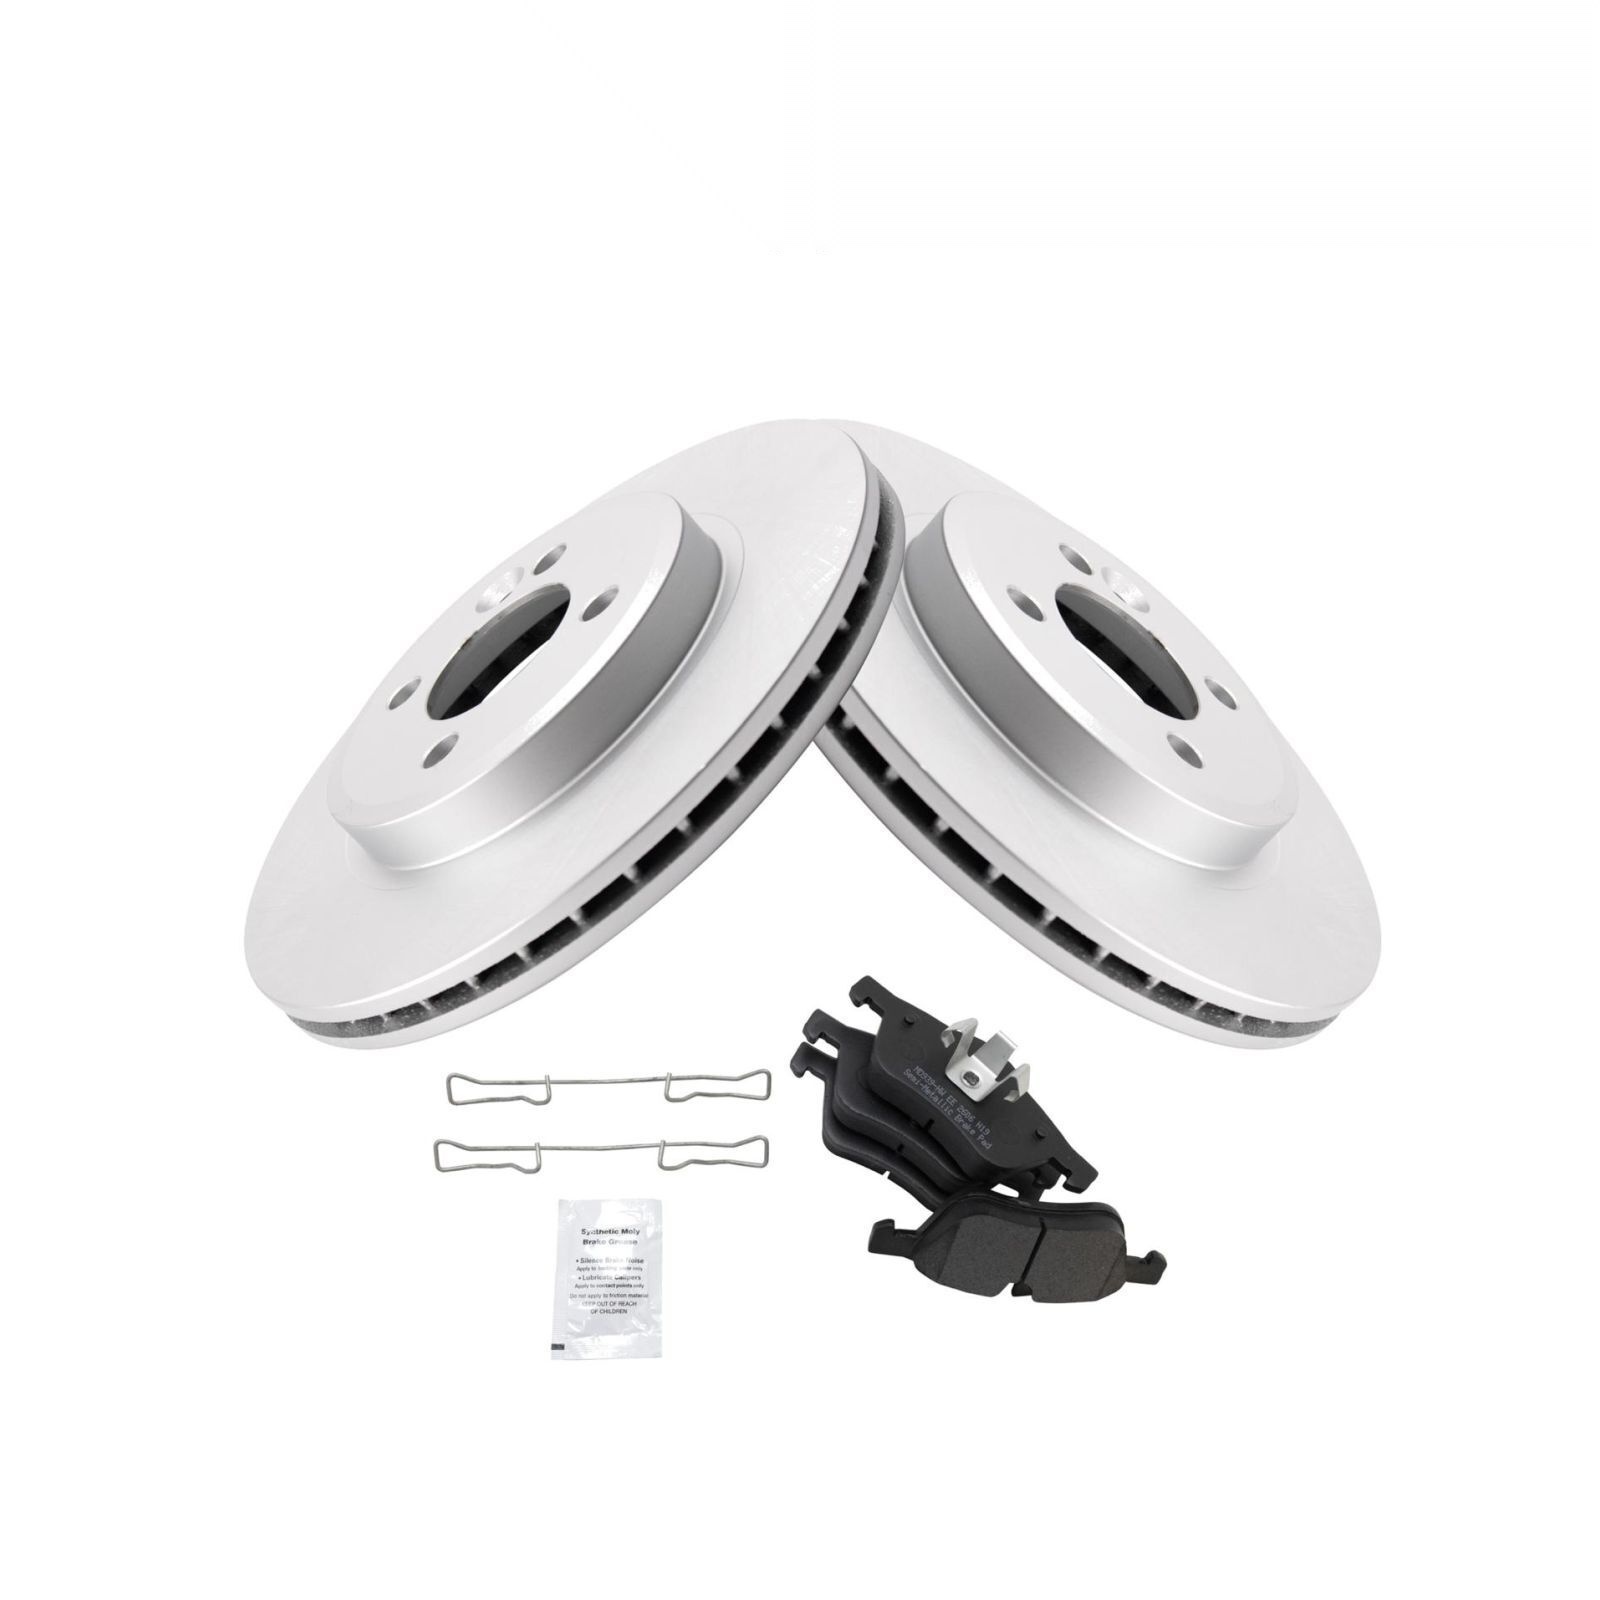 MD939-HW EE 2606 H19
Semi-Metallic Brake Pad
Synthetic Moly
Brake Grease
• Silence Brake Noise
Apply to backing plate only
• Lubricate Calipers
Apply to contact points only
Do not apply to friction material
KEEP OUT OF REACH
OF CHILDREN